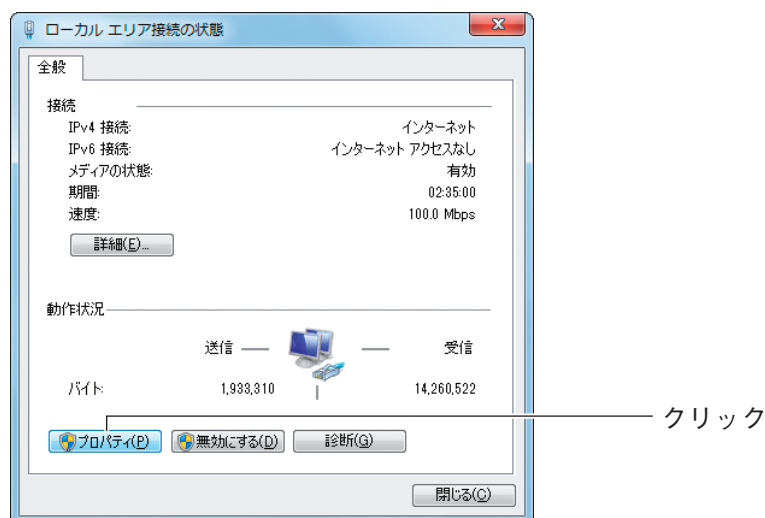 ローカル エリア接続の状態
全般
接続
IPv4 接続: インターネット
IPv6 接続: インターネット アクセスなし
メディアの状態: 有効
期間: 02:35:00
速度: 100.0 Mbps
詳細(E)...
動作状況
送信 受信
バイト: 1,933,310 14,260,522
プロパティ(P) 無効にする(D) 診断(G) クリック
閉じる(C)